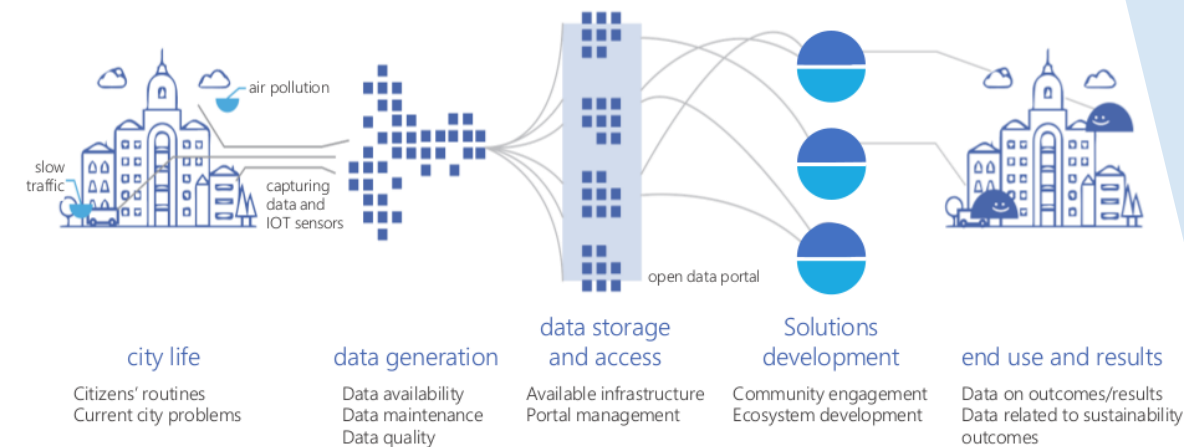 air pollution
slow
traffic
capturing
data and
IOT sensors
open data portal
city life
Citizens' routines
Current city problems
data generation
Data availability
Data maintenance
Data quality
data storage
and access
Available infrastructure
Portal management
Solutions
development
Community engagement
Ecosystem development
end use and results
Data on outcomes/results
Data related to sustainability
outcomes